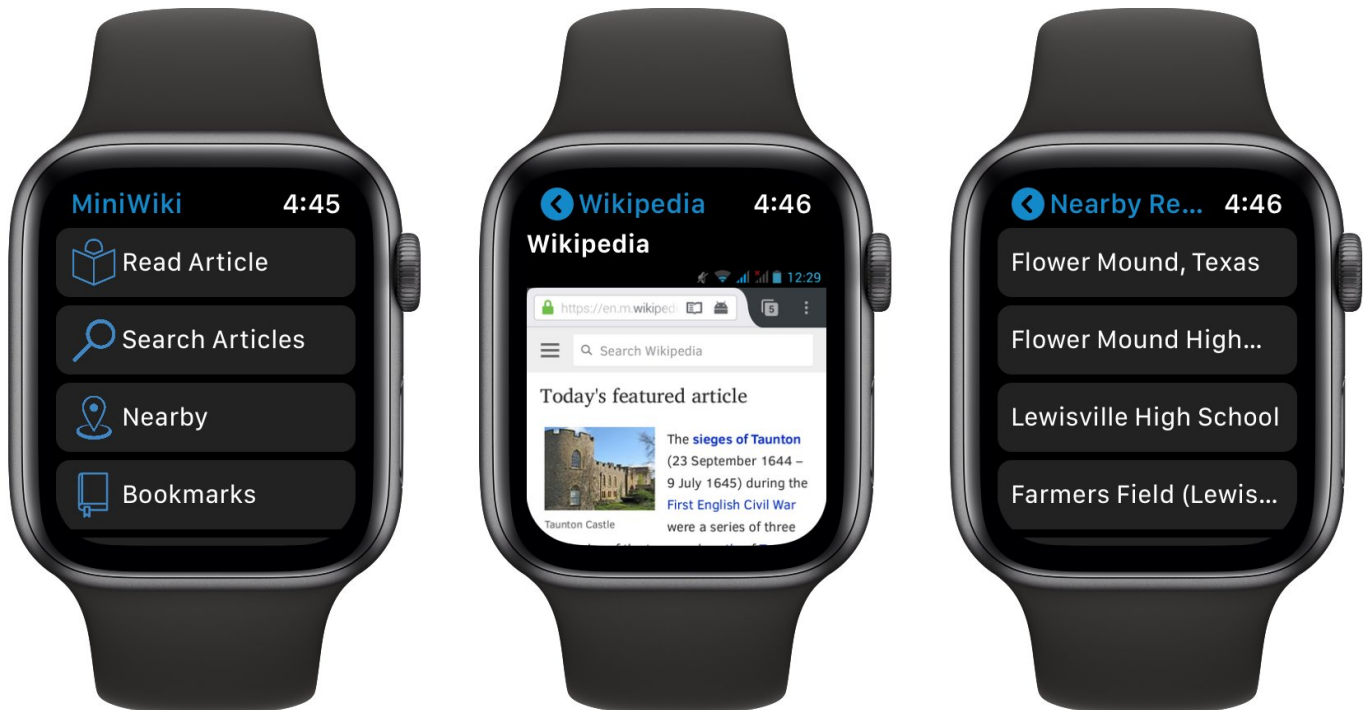 MiniWiki 4:45
Read Article
Search Articles
Nearby
Bookmarks
Wikipedia 4:46
Wikipedia
12:29
https://en.m.wikiped
5
Search Wikipedia
Today's featured article
The sieges of Taunton
(23 September 1644 –
9 July 1645) during the
First English Civil War
were a series of three
Taunton Castle
Nearby Re... 4:46
Flower Mound, Texas
Flower Mound High...
Lewisville High School
Farmers Field (Lewis...